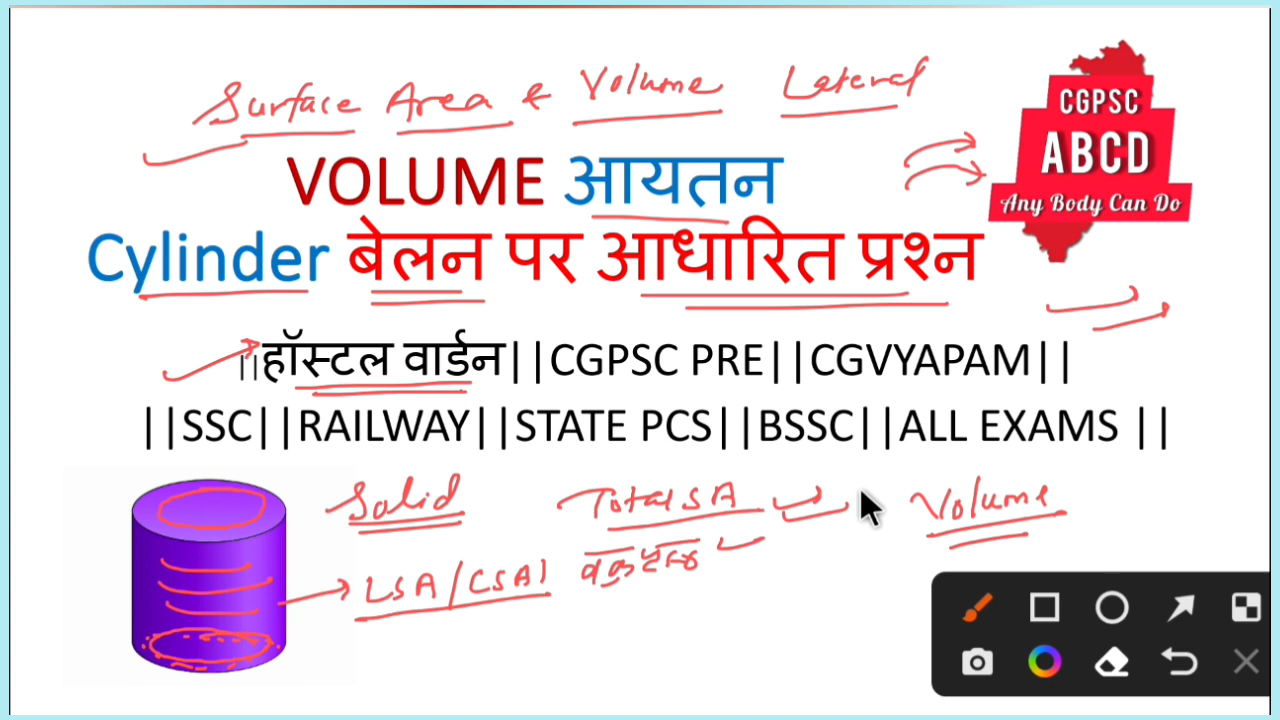 Surface Area & Volume Lateral
CGPSC
ABCD
Any Body Can Do
VOLUME आयतन
Cylinder बेलन पर आधारित प्रश्न
||हॉस्टल वार्डन||CGPSC PRE||CGVYAPAM||
||SSC||RAILWAY||STATE PCS||BSSC||ALL EXAMS ||
Solid Total SA Volume
LSA/CSA